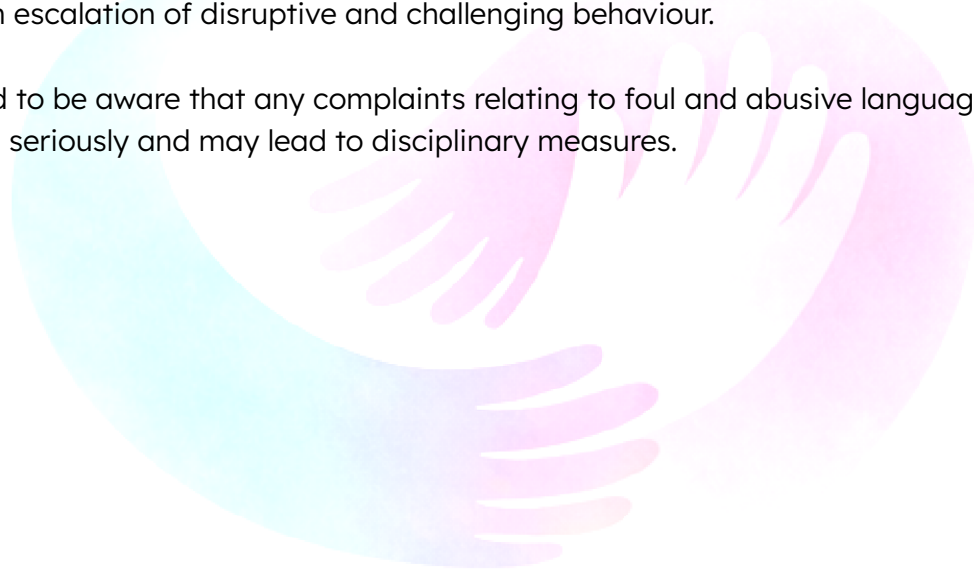 escalation of disruptive and challenging behaviour.
to be aware that any complaints relating to foul and abusive
seriously and may lead to disciplinary measures.